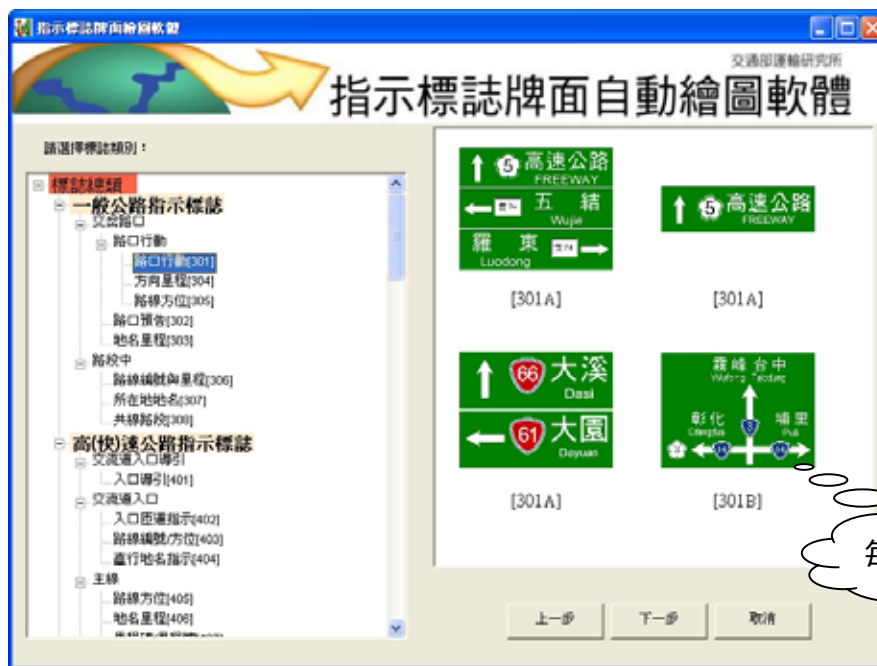 指示標誌牌面繪圖軟體
交通部運輸研究所
指示標誌牌面自動繪圖軟體
請選擇標誌類別：
標誌總類
一般公路指示標誌
交岔路口
路口行動
路口行動[301]
方向里程[304]
路線方位[305]
路口預告[302]
地名里程[303]
路段中
路線編號與里程[306]
所在地地名[307]
共線路段[308]
高(快)速公路指示標誌
交流道入口導引
入口導引[401]
交流道入口
入口匝道指示[402]
路線編號/方位[403]
直行地名指示[404]
主線
路線方位[405]
地名里程[406]
5 高速公路
FREEWAY
五 結
Wujie
羅 東
Luodong
[301A]
5 高速公路
FREEWAY
[301A]
66 大溪
Dasi
61 大園
Dayuan
[301A]
霧峰 台中
Wufong
彰化
埔里
Puli
3
14
14
[301B]
每
上一步
下一步
取消